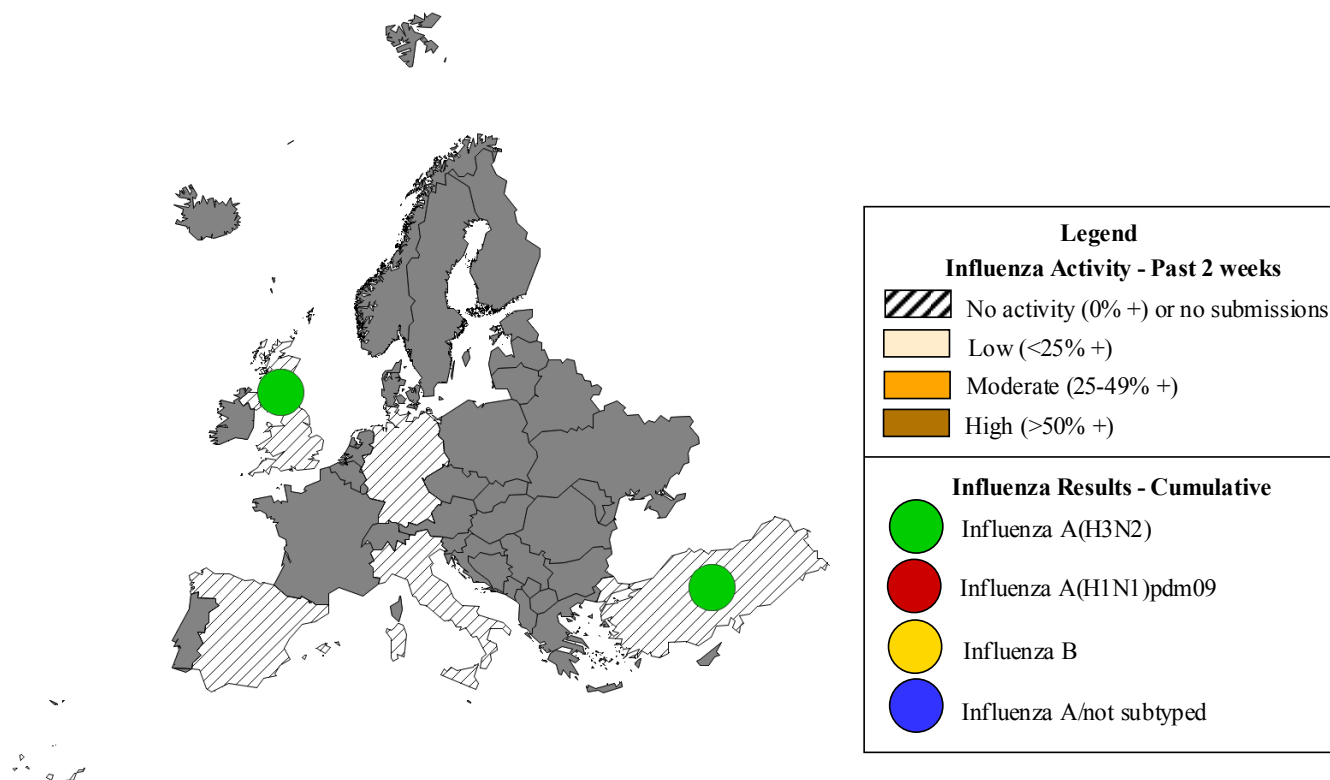 Legend
Influenza Activity - Past 2 weeks
No activity (0% +) or no submissions
Low (<25% +)
Moderate (25-49% +)
High (>50% +)
Influenza Results - Cumulative
Influenza A(H3N2)
Influenza A(H1N1)pdm09
Influenza B
Influenza A/not subtyped